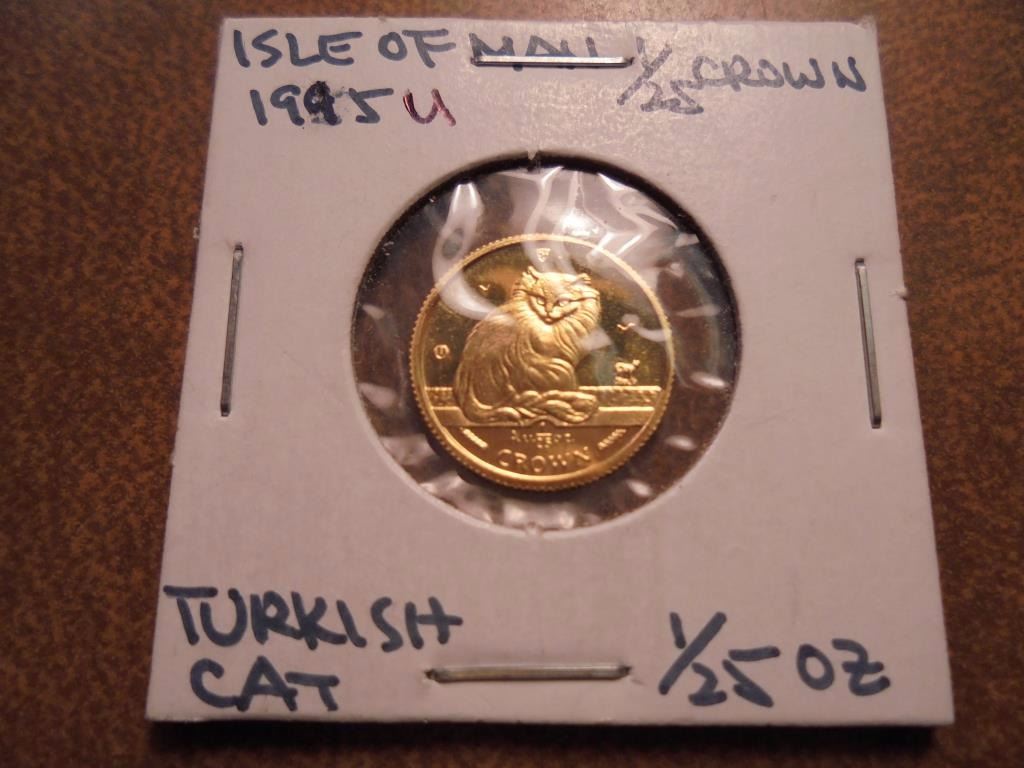 ISLE OF MAN 1/25 CROWN
1995 U
CROWN
TURKISH
CAT
1/25 OZ